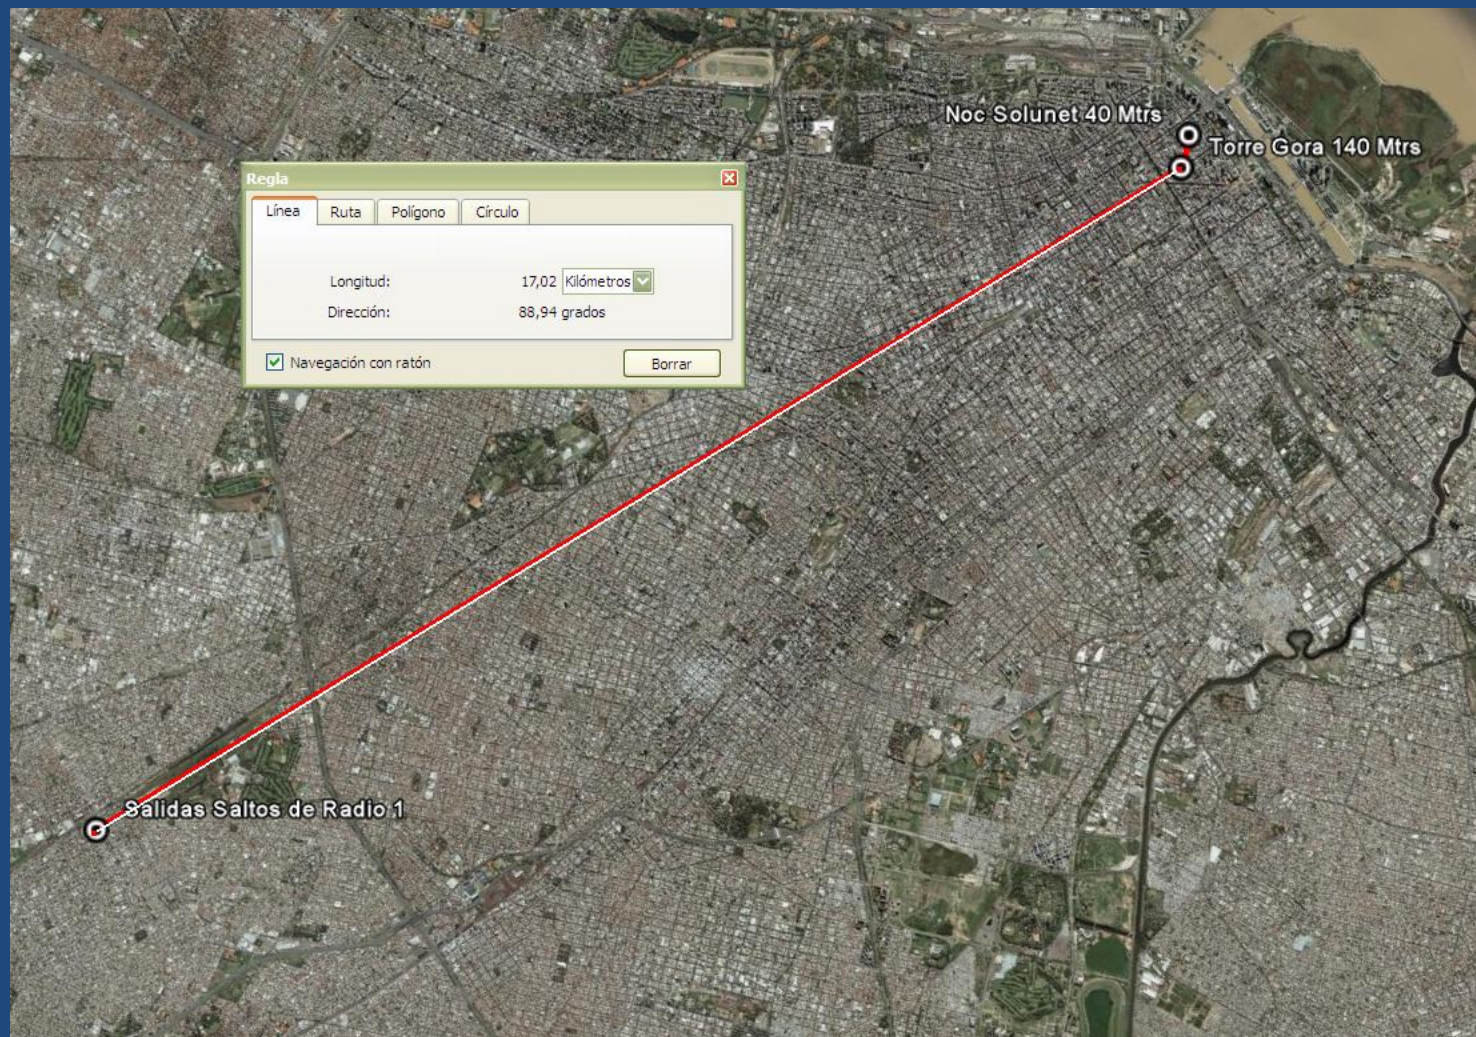 Noc Solunet 40 Mtrs
Torre Gora 140 Mtrs
Regla
Línea
Ruta
Polígono
Círculo
Longitud:
17,02 Kilómetros
Dirección:
88,94 grados
Navegación con ratón
Borrar
Salidas Saltos de Radio 1